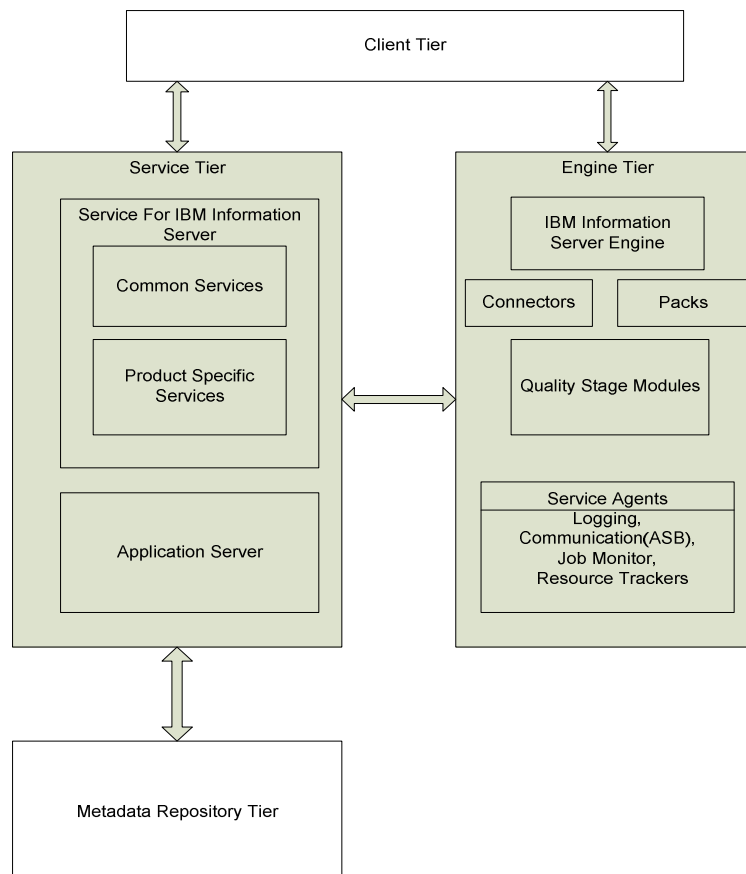 Client Tier
Service Tier
Service For IBM Information
Server
Common Services
Product Specific
Services
Application Server
Engine Tier
IBM Information
Server Engine
Connectors
Packs
Quality Stage Modules
Service Agents
Logging,
Communication(ASB),
Job Monitor,
Resource Trackers
Metadata Repository Tier